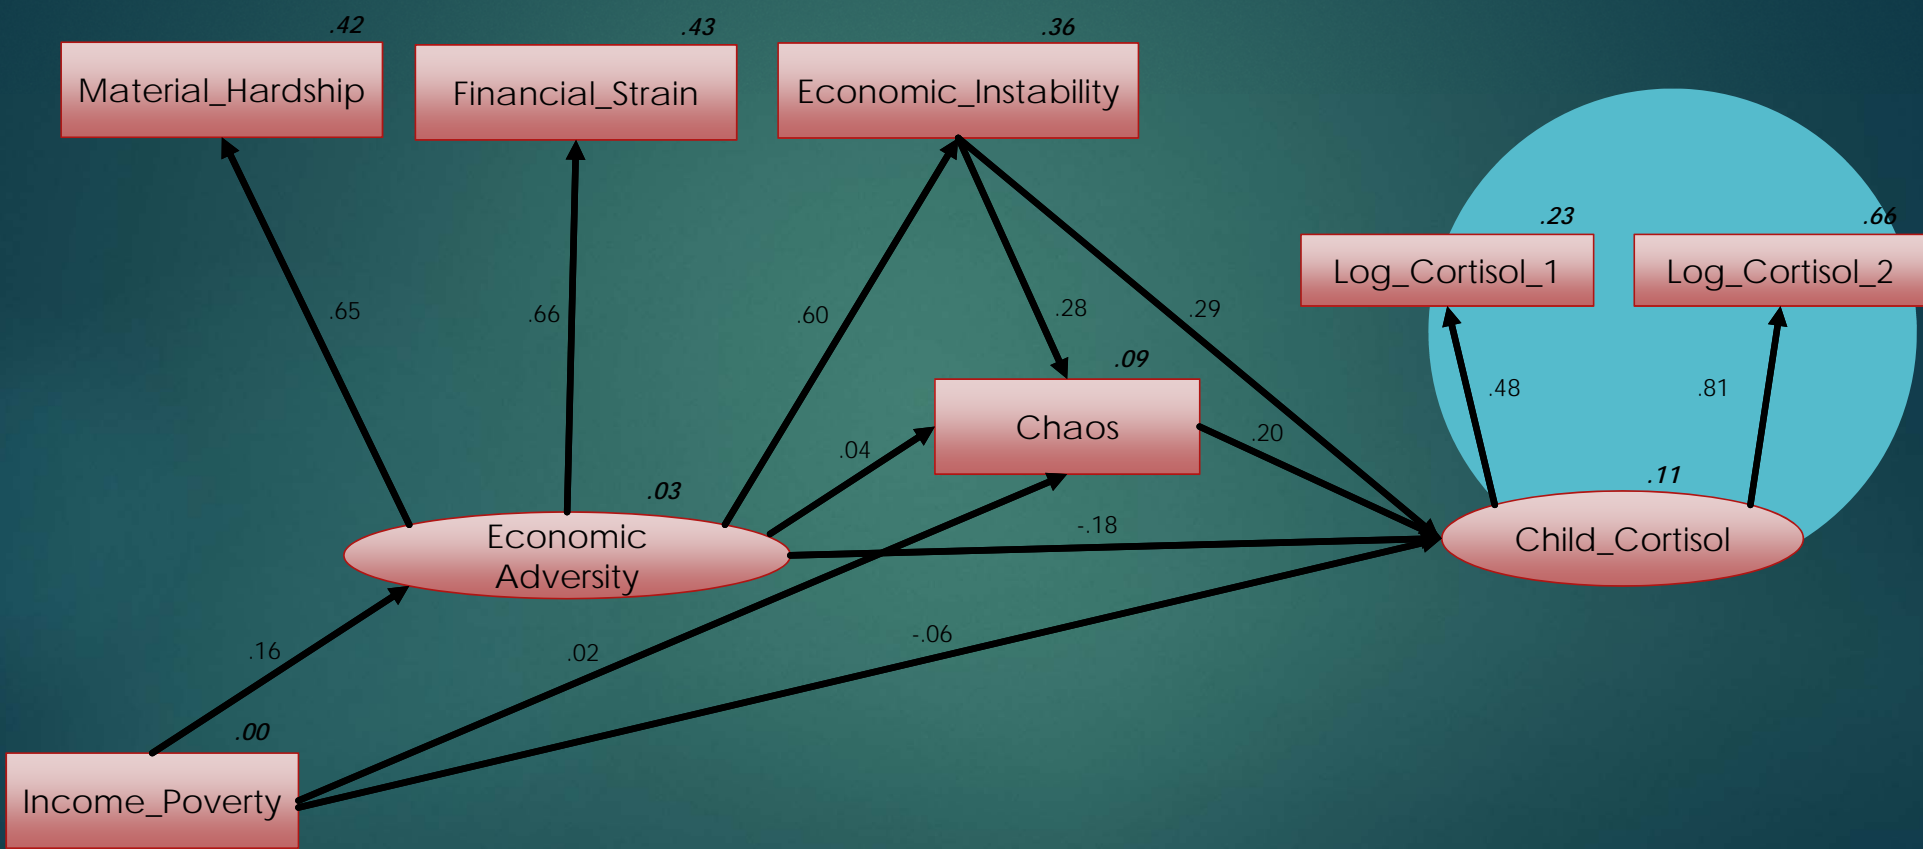 .42
.43
.36
Material_Hardship
Financial_Strain
Economic_Instability
.23
.66
Log_Cortisol_1
Log_Cortisol_2
.65
.66
.60
.28
.29
.09
.48
.81
Chaos
.04
.20
.03
.11
-.18
Economic
Adversity
Child_Cortisol
.16
.02
-.06
.00
Income_Poverty